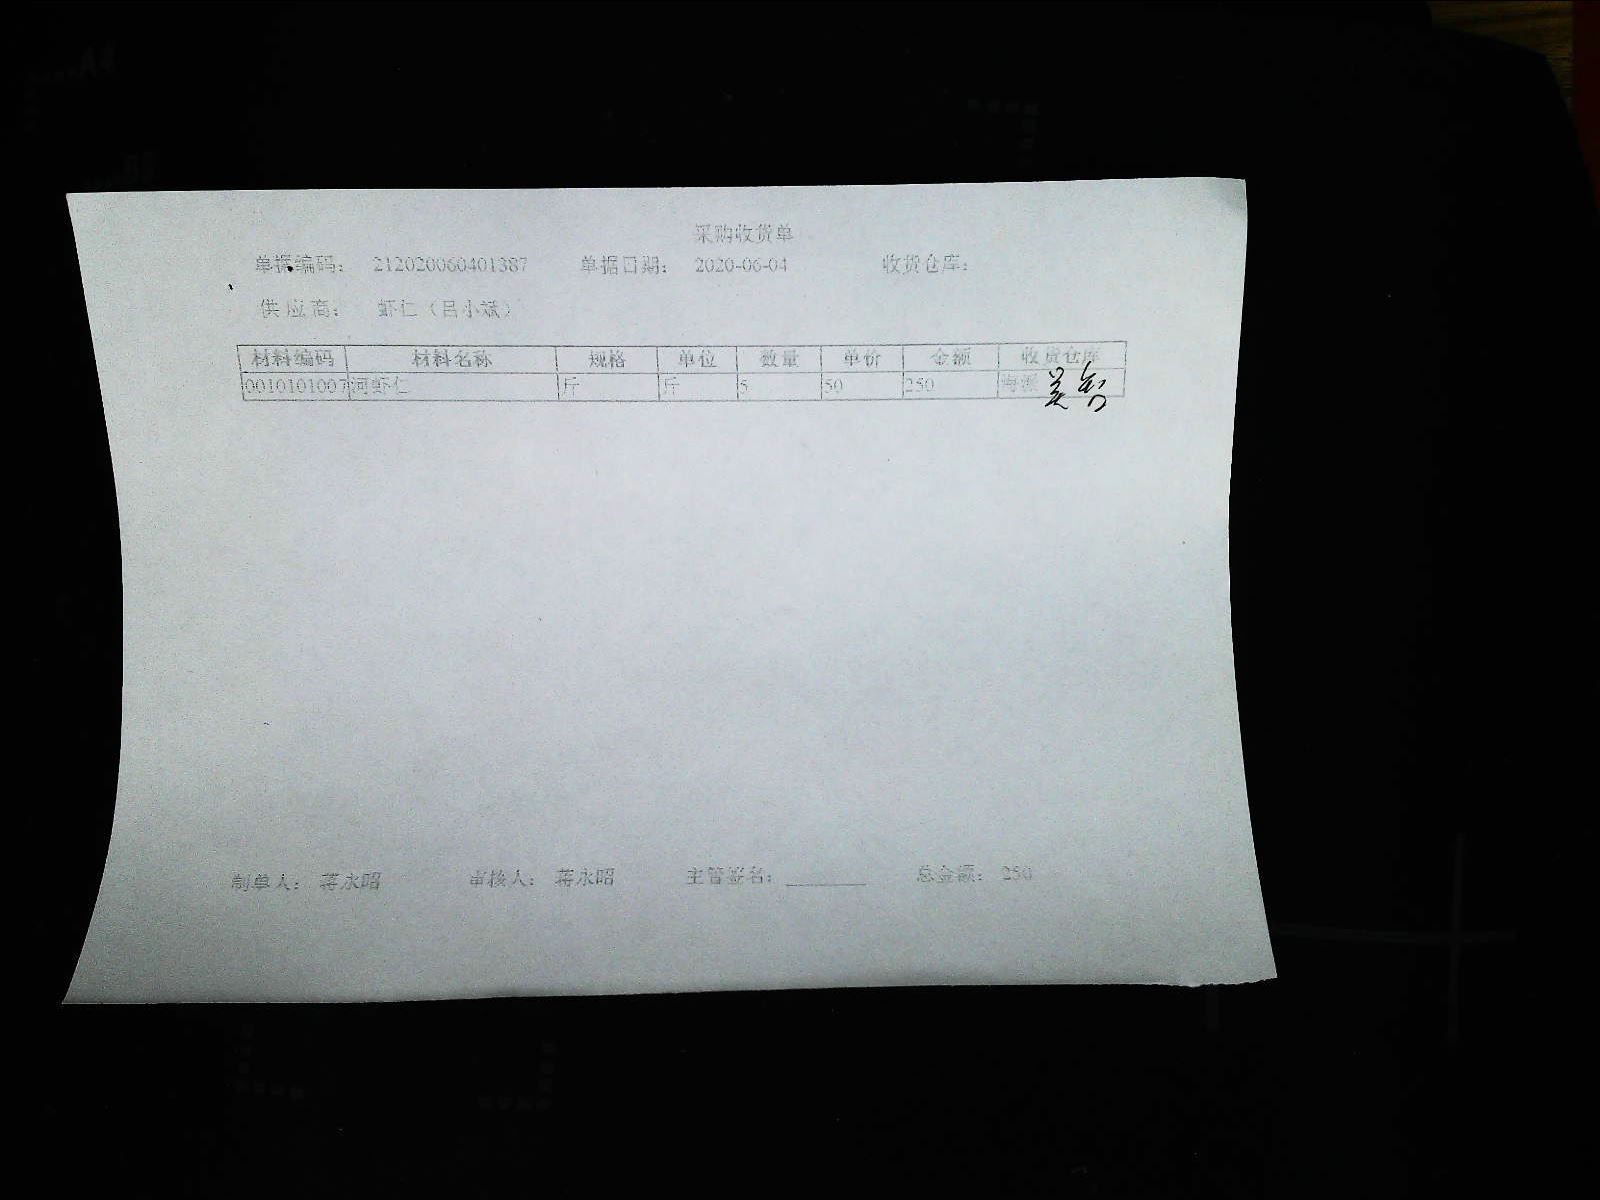 采购收货单
单据编码： 212020060401387 单据日期： 2020-06-04 收货仓库：
供应商： 虾仁（吕小斌）
材料编码 材料名称 规格 单位 数量 单价 金额 收货仓库
0010101007 河虾仁 斤 斤 5 50 250 海
制单人： 蒋永昭 审核人： 蒋永昭 主管签名： 总金额： 250